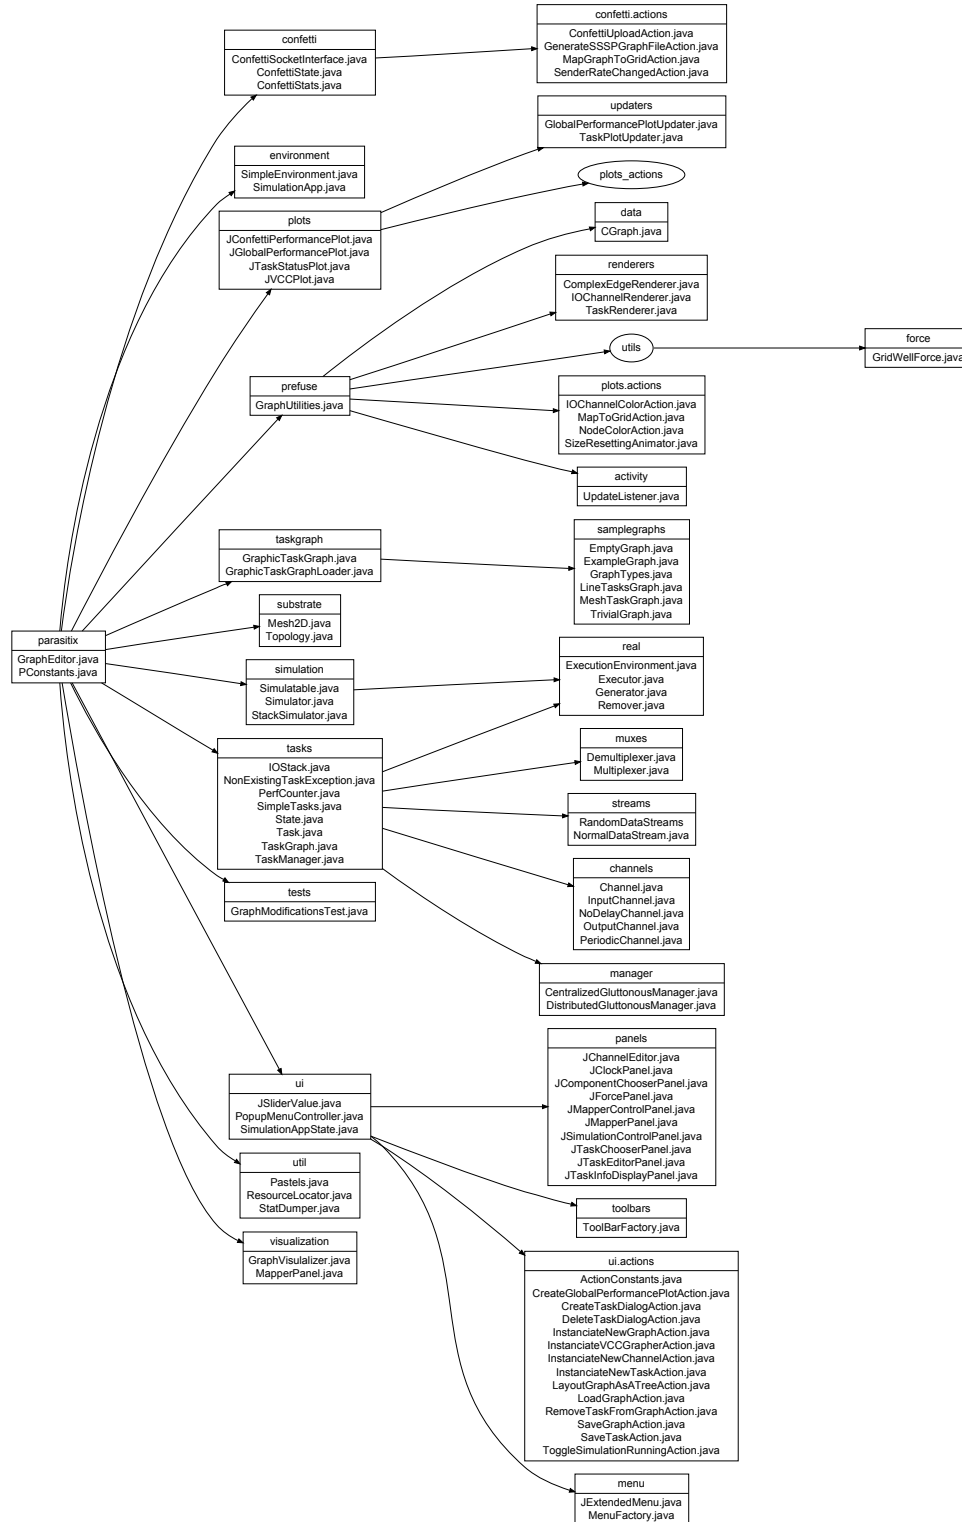 confetti.actions
ConfettiUploadAction.java
GenerateSSSPGraphFileAction.java
MapGraphToGridAction.java
SenderRateChangedAction.java
confetti
ConfettiSocketInterface.java
ConfettiState.java
ConfettiStats.java
updaters
GlobalPerformancePlotUpdater.java
TaskPlotUpdater.java
environment
SimpleEnvironment.java
SimulationApp.java
plots_actions
plots
JConfettiPerformancePlot.java
JGlobalPerformancePlot.java
JTaskStatusPlot.java
JVCCPlot.java
data
CGraph.java
renderers
ComplexEdgeRenderer.java
IOChannelRenderer.java
TaskRenderer.java
utils
force
GridWellForce.java
prefuse
GraphUtilities.java
plots.actions
IOChannelColorAction.java
MapToGridAction.java
NodeColorAction.java
SizeResettingAnimator.java
activity
UpdateListener.java
taskgraph
GraphicTaskGraph.java
GraphicTaskGraphLoader.java
samplegraphs
EmptyGraph.java
ExampleGraph.java
GraphTypes.java
LineTasksGraph.java
MeshTaskGraph.java
TrivialGraph.java
substrate
Mesh2D.java
Topology.java
parasitix
GraphEditor.java
PConstants.java
simulation
Simulatable.java
Simulator.java
StackSimulator.java
real
ExecutionEnvironment.java
Executor.java
Generator.java
Remover.java
tasks
IOStack.java
NonExistingTaskException.java
PerfCounter.java
SimpleTasks.java
State.java
Task.java
TaskGraph.java
TaskManager.java
muxes
Demultiplexer.java
Multiplexer.java
streams
RandomDataStreams
NormalDataStream.java
channels
Channel.java
InputChannel.java
NoDelayChannel.java
OutputChannel.java
PeriodicChannel.java
tests
GraphModificationsTest.java
manager
CentralizedGluttonousManager.java
DistributedGluttonousManager.java
panels
JChannelEditor.java
JClockPanel.java
JComponentChooserPanel.java
JForcePanel.java
JMapperControlPanel.java
JMapperPanel.java
JSimulationControlPanel.java
JTaskChooserPanel.java
JTaskEditorPanel.java
JTaskInfoDisplayPanel.java
ui
JSliderValue.java
PopupMenuController.java
SimulationAppState.java
util
Pastels.java
ResourceLocator.java
StatDumper.java
toolbars
ToolBarFactory.java
visualization
GraphVisulalizer.java
MapperPanel.java
ui.actions
ActionConstants.java
CreateGlobalPerformancePlotAction.java
CreateTaskDialogAction.java
DeleteTaskDialogAction.java
InstanciateNewGraphAction.java
InstanciateVCCGrapherAction.java
InstanciateNewChannelAction.java
InstanciateNewTaskAction.java
LayoutGraphAsATreeAction.java
LoadGraphAction.java
RemoveTaskFromGraphAction.java
SaveGraphAction.java
SaveTaskAction.java
ToggleSimulationRunningAction.java
menu
JExtendedMenu.java
MenuFactory.java